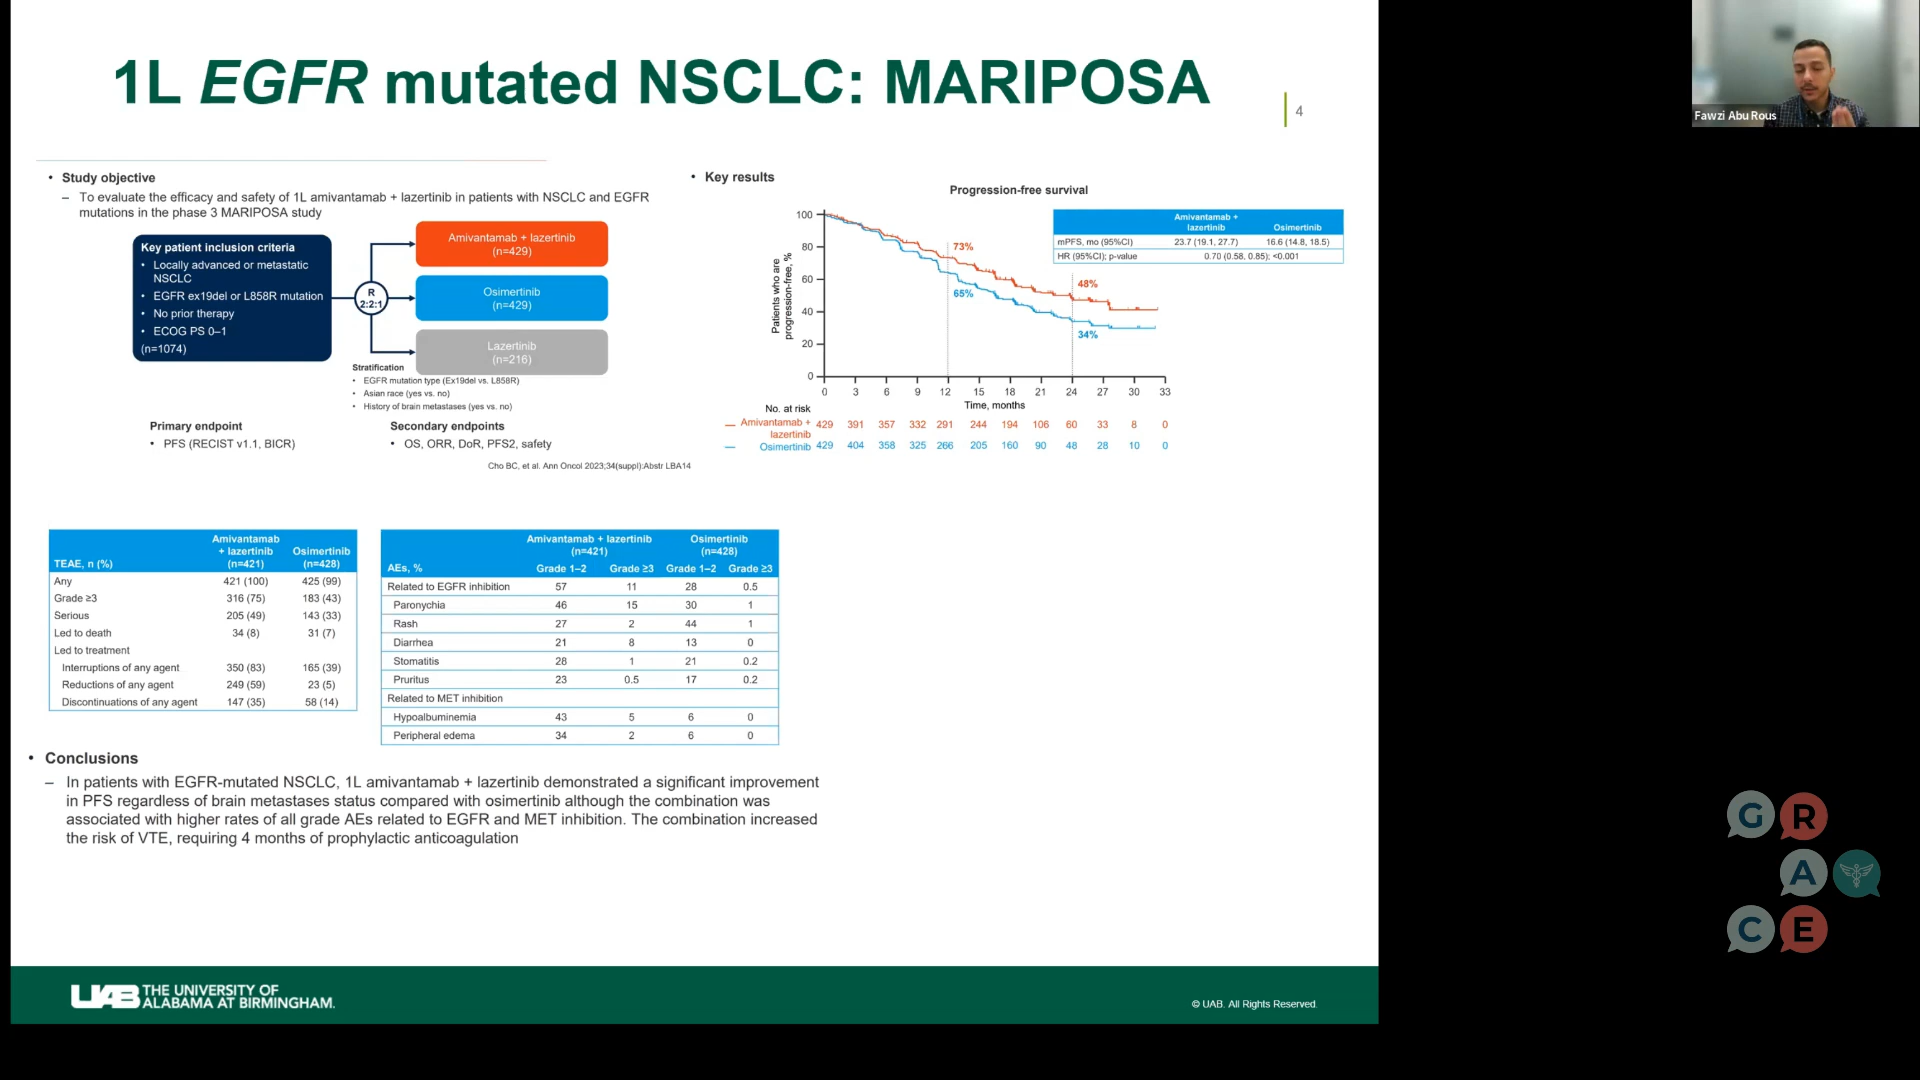 1L EGFR mutated NSCLC: MARIPOSA
4
Fawzi Abu Rous
• Study objective
– To evaluate the efficacy and safety of 1L amivantamab + lazertinib in patients with NSCLC and EGFR
mutations in the phase 3 MARIPOSA study
Key patient inclusion criteria
• Locally advanced or metastatic
NSCLC
• EGFR ex19del or L858R mutation
• No prior therapy
• ECOG PS 0–1
(n=1074)
R
2:2:1
Amivantamab + lazertinib
(n=429)
Osimertinib
(n=429)
Lazertinib
(n=216)
Stratification
• EGFR mutation type (Ex19del vs. L858R)
• Asian race (yes vs. no)
• History of brain metastases (yes vs. no)
Primary endpoint
• PFS (RECIST v1.1, BICR)
Secondary endpoints
• OS, ORR, DoR, PFS2, safety
Cho BC, et al. Ann Oncol 2023;34(suppl):Abstr LBA14
• Key results
Progression-free survival
Patients who are
progression-free, %
100
80
60
40
20
0
73%
65%
48%
34%
Amivantamab +
lazertinib Osimertinib
mPFS, mo (95%CI) 23.7 (19.1, 27.7) 16.6 (14.8, 18.5)
HR (95%CI); p-value 0.70 (0.58, 0.85); <0.001
0 3 6 9 12 15 18 21 24 27 30 33
Time, months
No. at risk
Amivantamab +
lazertinib 429 391 357 332 291 244 194 106 60 33 8 0
Osimertinib 429 404 358 325 266 205 160 90 48 28 10 0
TEAE, n (%) Amivantamab + lazertinib (n=421) Osimertinib (n=428)
Any 421 (100) 425 (99)
Grade ≥3 316 (75) 183 (43)
Serious 205 (49) 143 (33)
Led to death 34 (8) 31 (7)
Led to treatment
Interruptions of any agent 350 (83) 165 (39)
Reductions of any agent 249 (59) 23 (5)
Discontinuations of any agent 147 (35) 58 (14)
Amivantamab + lazertinib (n=421) Osimertinib (n=428)
AEs, % Grade 1–2 Grade ≥3 Grade 1–2 Grade ≥3
Related to EGFR inhibition 57 11 28 0.5
Paronychia 46 15 30 1
Rash 27 2 44 1
Diarrhea 21 8 13 0
Stomatitis 28 1 21 0.2
Pruritus 23 0.5 17 0.2
Related to MET inhibition
Hypoalbuminemia 43 5 6 0
Peripheral edema 34 2 6 0
• Conclusions
– In patients with EGFR-mutated NSCLC, 1L amivantamab + lazertinib demonstrated a significant improvement
in PFS regardless of brain metastases status compared with osimertinib although the combination was
associated with higher rates of all grade AEs related to EGFR and MET inhibition. The combination increased
the risk of VTE, requiring 4 months of prophylactic anticoagulation
G R
A
C E
UAB THE UNIVERSITY OF
ALABAMA AT BIRMINGHAM.
© UAB. All Rights Reserved.